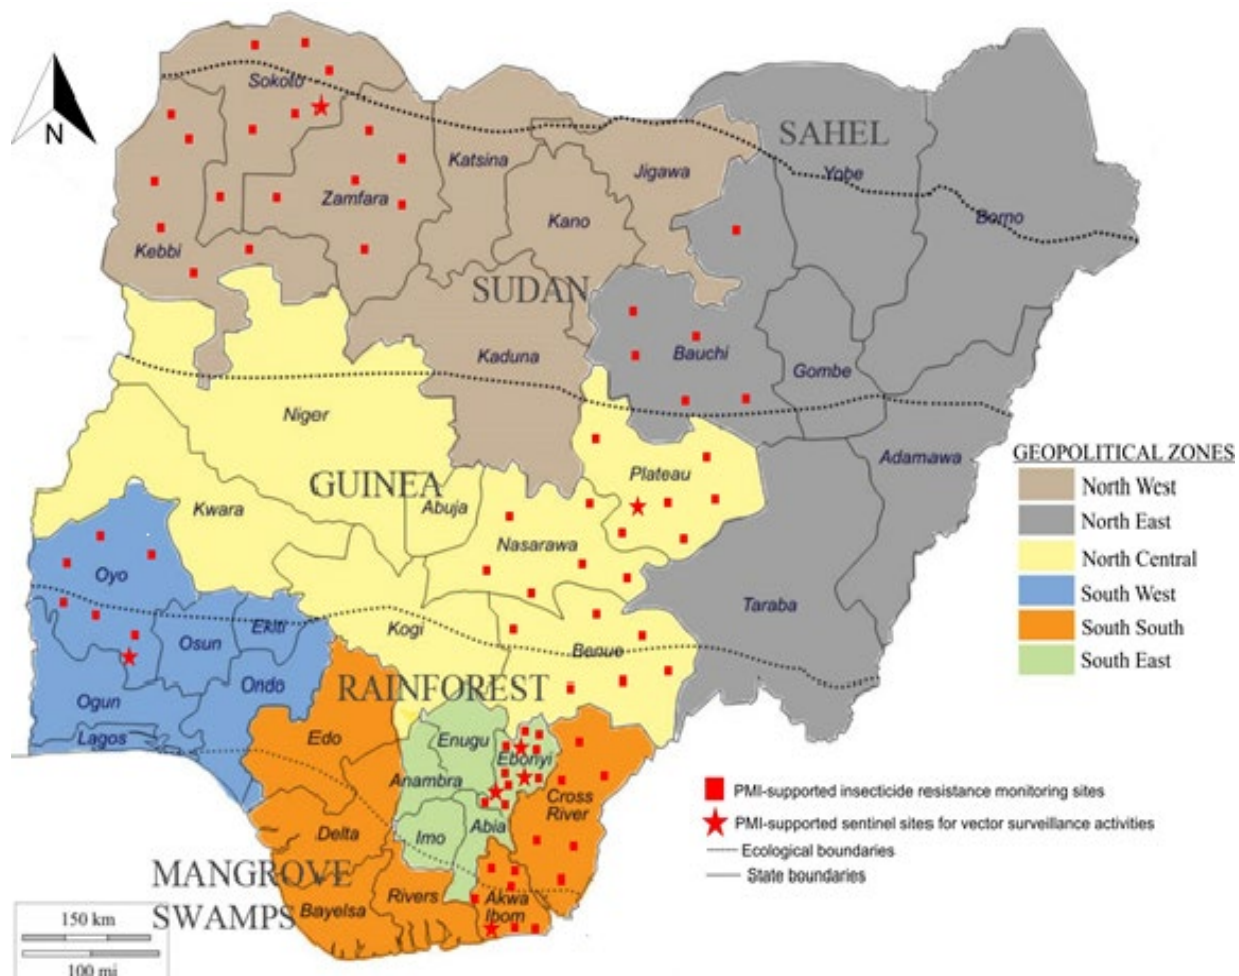 Sokoto
N
SAHEL
Katsina
Jigawa
Yobe
Zamfara
Kano
Borno
Kebbi
SUDAN
Kaduna
Bauchi
Gombe
Niger
Adamawa
GEOPOLITICAL ZONES
North West
North East
North Central
South West
South South
South East
Plateau
GUINEA
Abuja
Kwara
Nasarawa
Oyo
Taraba
Osun
Ekiti
Kogi
Benue
Ondo
RAINFOREST
Ogun
Lagos
Edo
Enugu
Ebonyi
Anambra
Cross
River
PMI-supported insecticide resistance monitoring sites
PMI-supported sentinel sites for vector surveillance activities
Ecological boundaries
State boundaries
Delta
Imo
Abia
MANGROVE
SWAMPS
Bayelsa
Rivers
Akwa
Ibom
150 km
100 mi